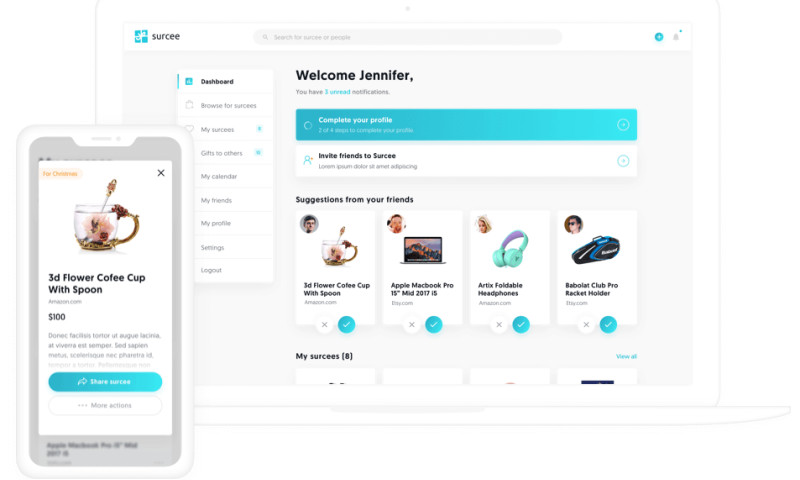 surcee
Search for surcee or people
Dashboard
Browse for surcees
My surcees
Gifts to others
My calendar
My friends
My profile
Settings
Logout
Welcome Jennifer,
You have 3 unread notifications.
Complete your profile
2 of 4 steps to complete your profile
Invite friends to Surcee
Lorem ipsum dolor sit amet adipiscing
Suggestions from your friends
3d Flower Cofee Cup
With Spoon
Amazon.com
Apple Macbook Pro
15" Mid 2017 i5
Etsy.com
Artix Foldable
Headphones
Amazon.com
Babolat Club Pro
Racket Holder
Etsy.com
My surcees (8)
View all
For Christmas
3d Flower Cofee Cup
With Spoon
Amazon.com
$100
Donec facilisis tortor ut augue lacinia,
at viverra est semper. Sed sapien
metus, scelerisque nec pharetra id,
tempor a tortor. Pellentesque non
Share surcee
More actions
Apple Macbook Pro 15" Mid
2017 i5